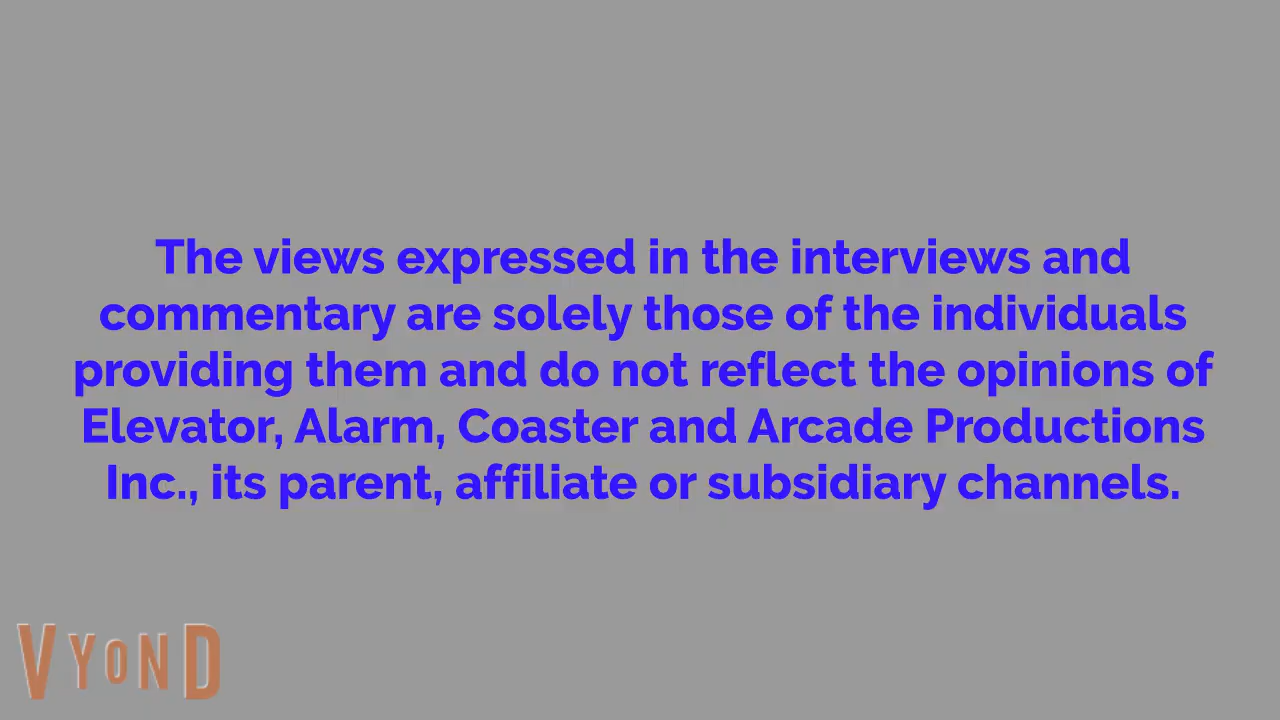 The views expressed in the interviews and
commentary are solely those of the individuals
providing them and do not reflect the opinions of
Elevator, Alarm, Coaster and Arcade Productions
Inc., its parent, affiliate or subsidiary channels.
VYOND